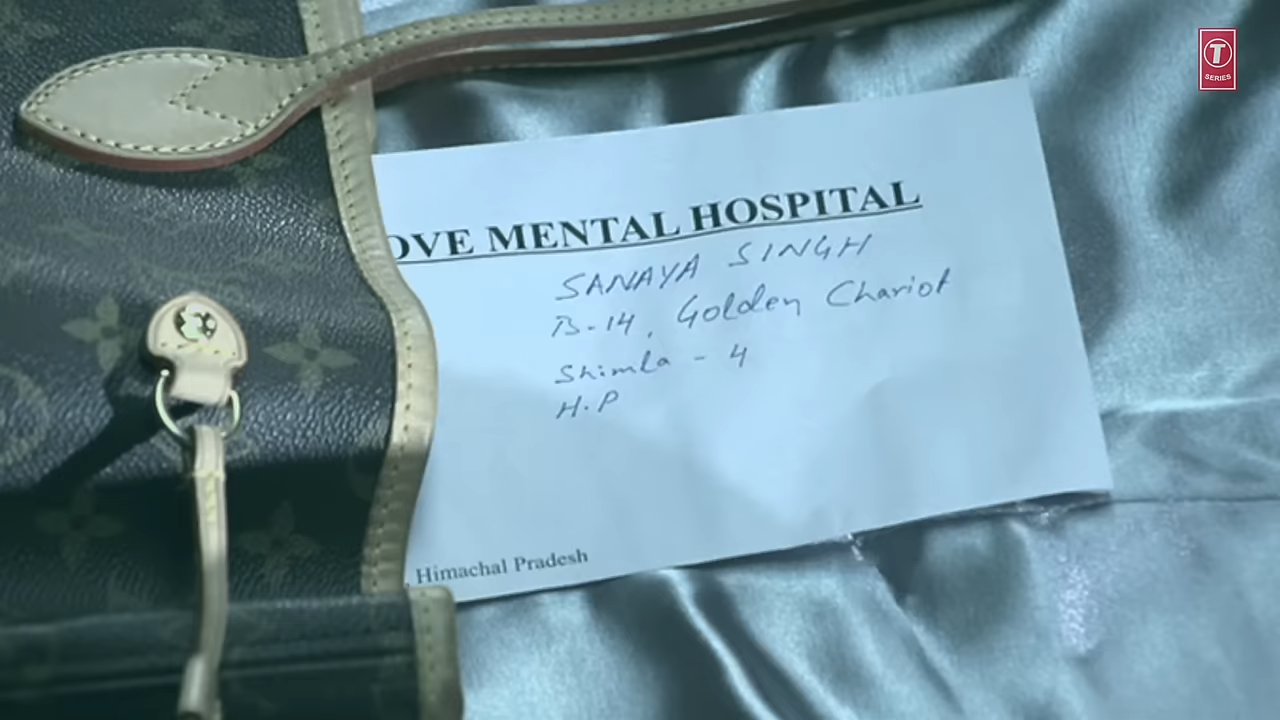 T
SERIES
OVE MENTAL HOSPITAL
SANAYA SINGH
B-14, Golden Chariot
Shimla - 4
H.P
Himachal Pradesh